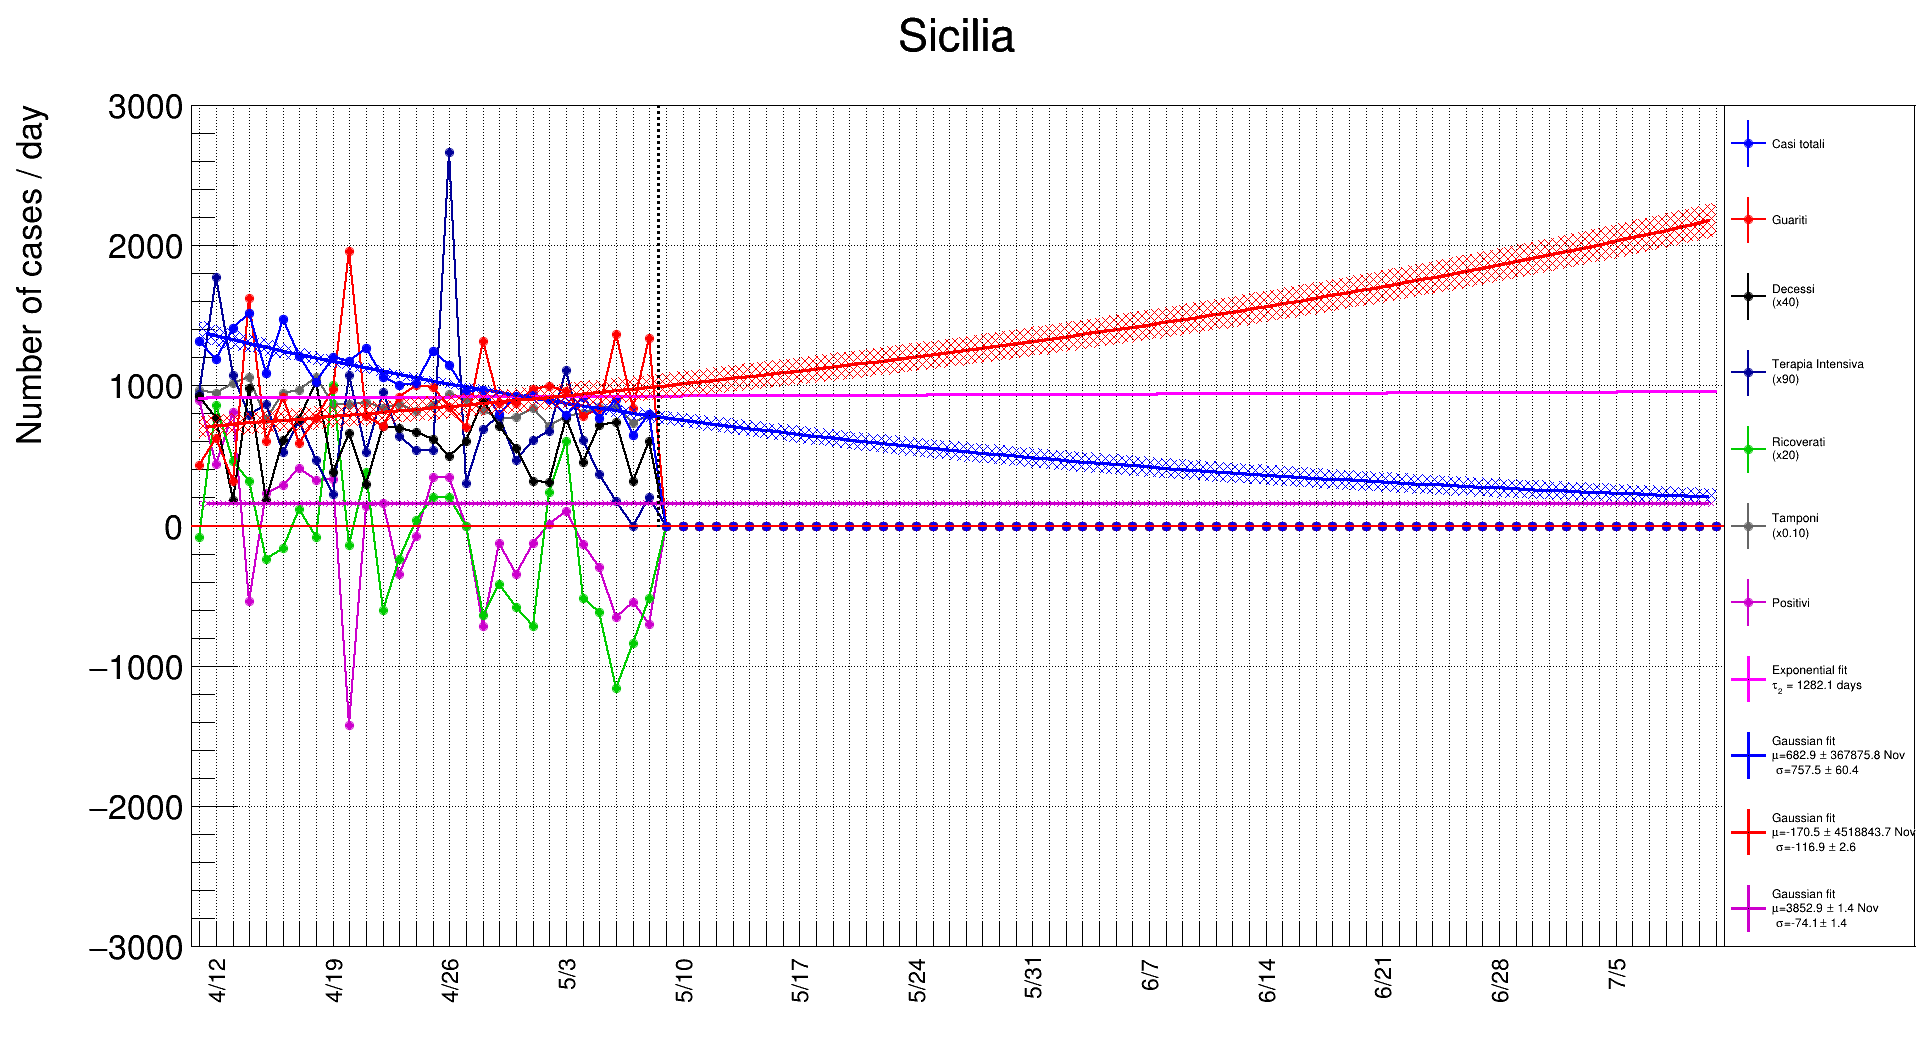 Sicilia
Number of cases / day
3000
2000
1000
0
−1000
−2000
−3000
4/12
4/19
4/26
5/3
5/10
5/17
5/24
5/31
6/7
6/14
6/21
6/28
7/5
Casi totali
Guariti
Decessi
(x40)
Terapia Intensiva
(x90)
Ricoverati
(x20)
Tamponi
(x0.10)
Positivi
Exponential fit
τ2 = 1282.1 days
Gaussian fit
μ=682.9 ± 367875.8 Nov
σ=757.5 ± 60.4
Gaussian fit
μ=-170.5 ± 4518843.7 Nov
σ=-116.9 ± 2.6
Gaussian fit
μ=3852.9 ± 1.4 Nov
σ=-74.1 ± 1.4